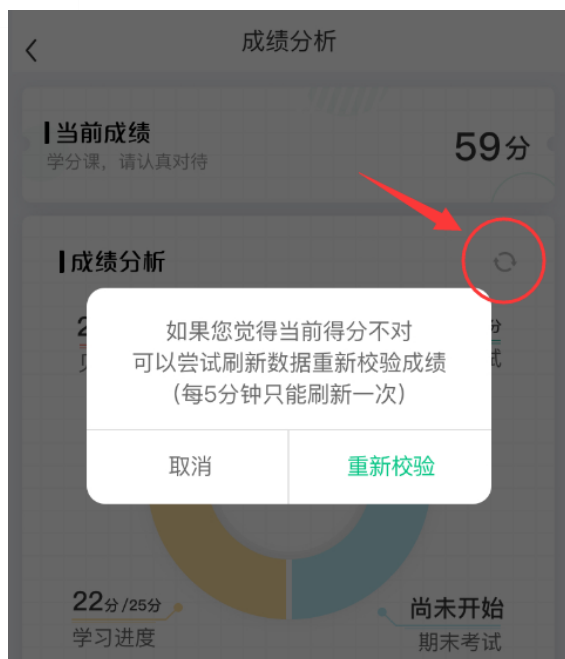 成绩分析
当前成绩
59分
学分课，请认真对待
成绩分析
如果您觉得当前得分不对
可以尝试刷新数据重新校验成绩
（每5分钟只能刷新一次）
取消
重新校验
22分/25分
学习进度
尚未开始
期末考试